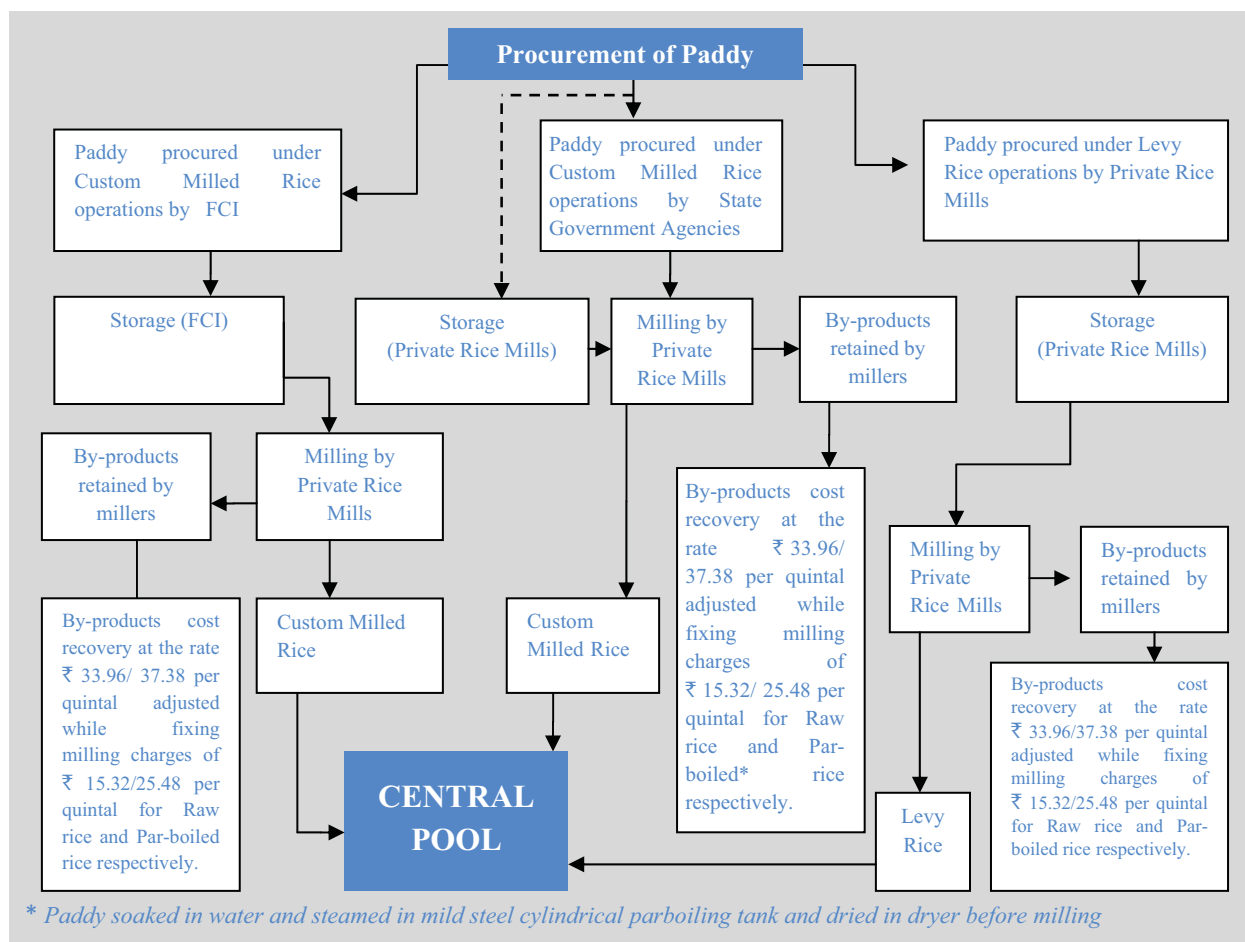 Procurement of Paddy
Paddy procured under
Custom Milled Rice
operations by FCI
Paddy procured under
Custom Milled Rice
operations by State
Government Agencies
Paddy procured under Levy
Rice operations by Private Rice
Mills
Storage (FCI)
Storage
(Private Rice Mills)
Milling by
Private
Rice Mills
By-products
retained by
millers
Storage
(Private Rice Mills)
By-products
retained by
millers
Milling by
Private Rice
Mills
By-products cost
recovery at the
rate ₹ 33.96/
37.38 per quintal
adjusted while
fixing milling
charges of
₹ 15.32/ 25.48 per
quintal for Raw
rice and Par-
boiled* rice
respectively.
Milling by
Private
Rice Mills
By-products
retained by
millers
By-products cost
recovery at the rate
₹ 33.96/ 37.38 per
quintal adjusted
while fixing
milling charges of
₹ 15.32/25.48 per
quintal for Raw
rice and Par-boiled
rice respectively.
Custom Milled
Rice
Custom
Milled Rice
By-products cost
recovery at the rate
₹ 33.96/37.38 per quintal
adjusted while fixing
milling charges of
₹ 15.32/25.48 per quintal
for Raw rice and Par-
boiled rice respectively.
CENTRAL
POOL
Levy
Rice
* Paddy soaked in water and steamed in mild steel cylindrical parboiling tank and dried in dryer before milling